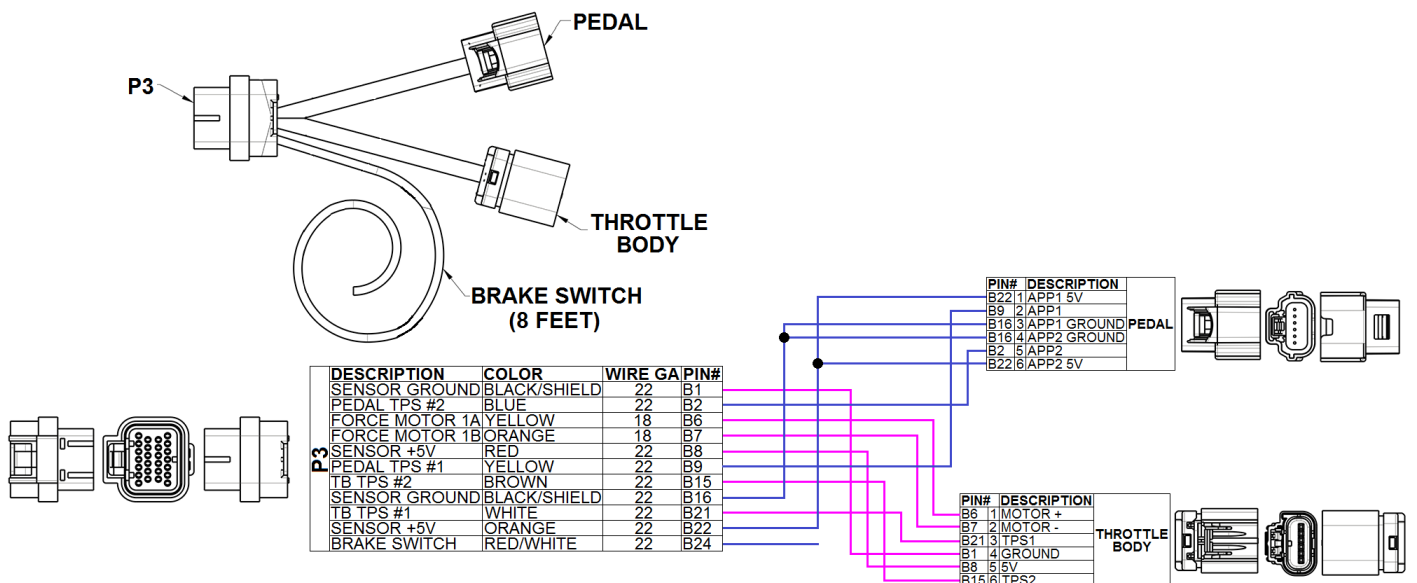 PEDAL
P3
THROTTLE
BODY
BRAKE SWITCH
(8 FEET)
PIN# DESCRIPTION
B22 1 APP1 5V
B9 2 APP1
B16 3 APP1 GROUND
B16 4 APP2 GROUND
B2 5 APP2
B22 6 APP2 5V
PEDAL
P3
DESCRIPTION COLOR WIRE GA PIN#
SENSOR GROUND BLACK/SHIELD 22 B1
PEDAL TPS #2 BLUE 22 B2
FORCE MOTOR 1A YELLOW 18 B6
FORCE MOTOR 1B ORANGE 18 B7
SENSOR +5V RED 22 B8
PEDAL TPS #1 YELLOW 22 B9
TB TPS #2 BROWN 22 B15
SENSOR GROUND BLACK/SHIELD 22 B16
TB TPS #1 WHITE 22 B21
SENSOR +5V ORANGE 22 B22
BRAKE SWITCH RED/WHITE 22 B24
PIN# DESCRIPTION
B6 1 MOTOR +
B7 2 MOTOR -
B21 3 TPS1
B1 4 GROUND
B8 5 5V
B15 6 TPS2
THROTTLE
BODY